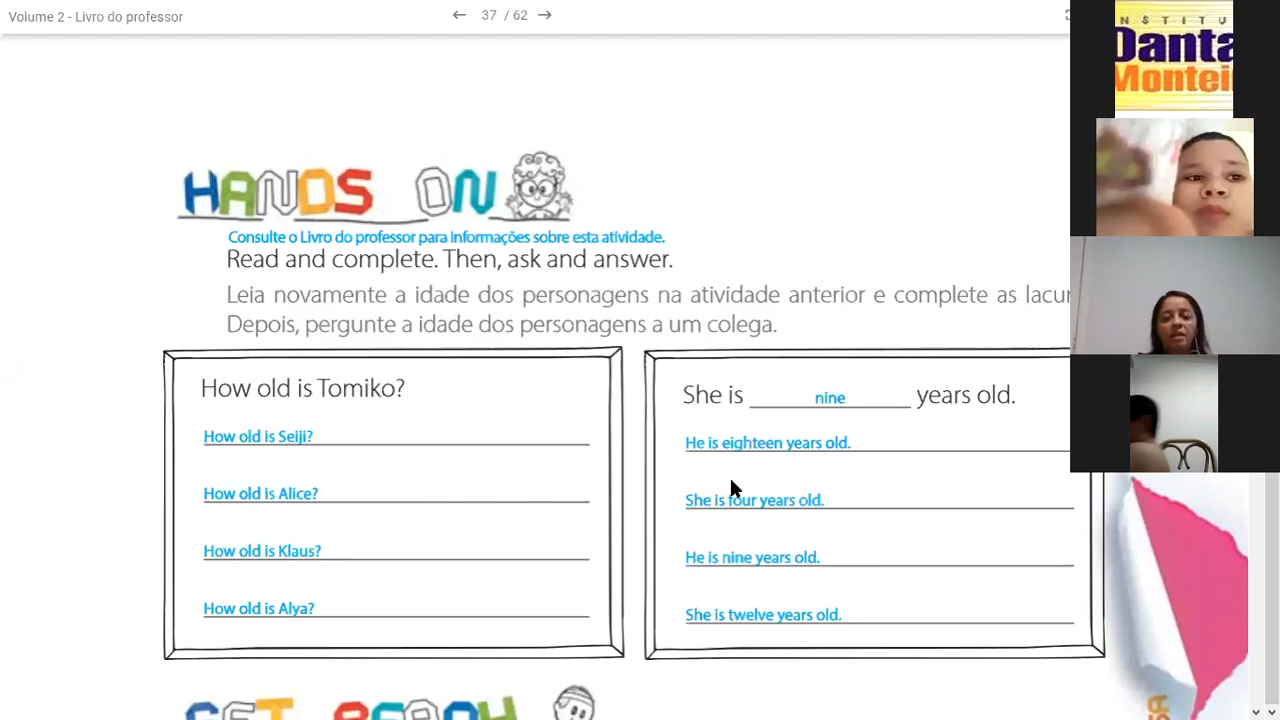 Volume 2 - Livro do professor
37 / 62
INSTITU
Danta
Montei
HANDS ON
Consulte o Livro do professor para informações sobre esta atividade.
Read and complete. Then, ask and answer.
Leia novamente a idade dos personagens na atividade anterior e complete as lacu
Depois, pergunte a idade dos personagens a um colega.
How old is Tomiko?
How old is Seiji?
How old is Alice?
How old is Klaus?
How old is Alya?
She is nine years old.
He is eighteen years old.
She is four years old.
He is nine years old.
She is twelve years old.
GET READY